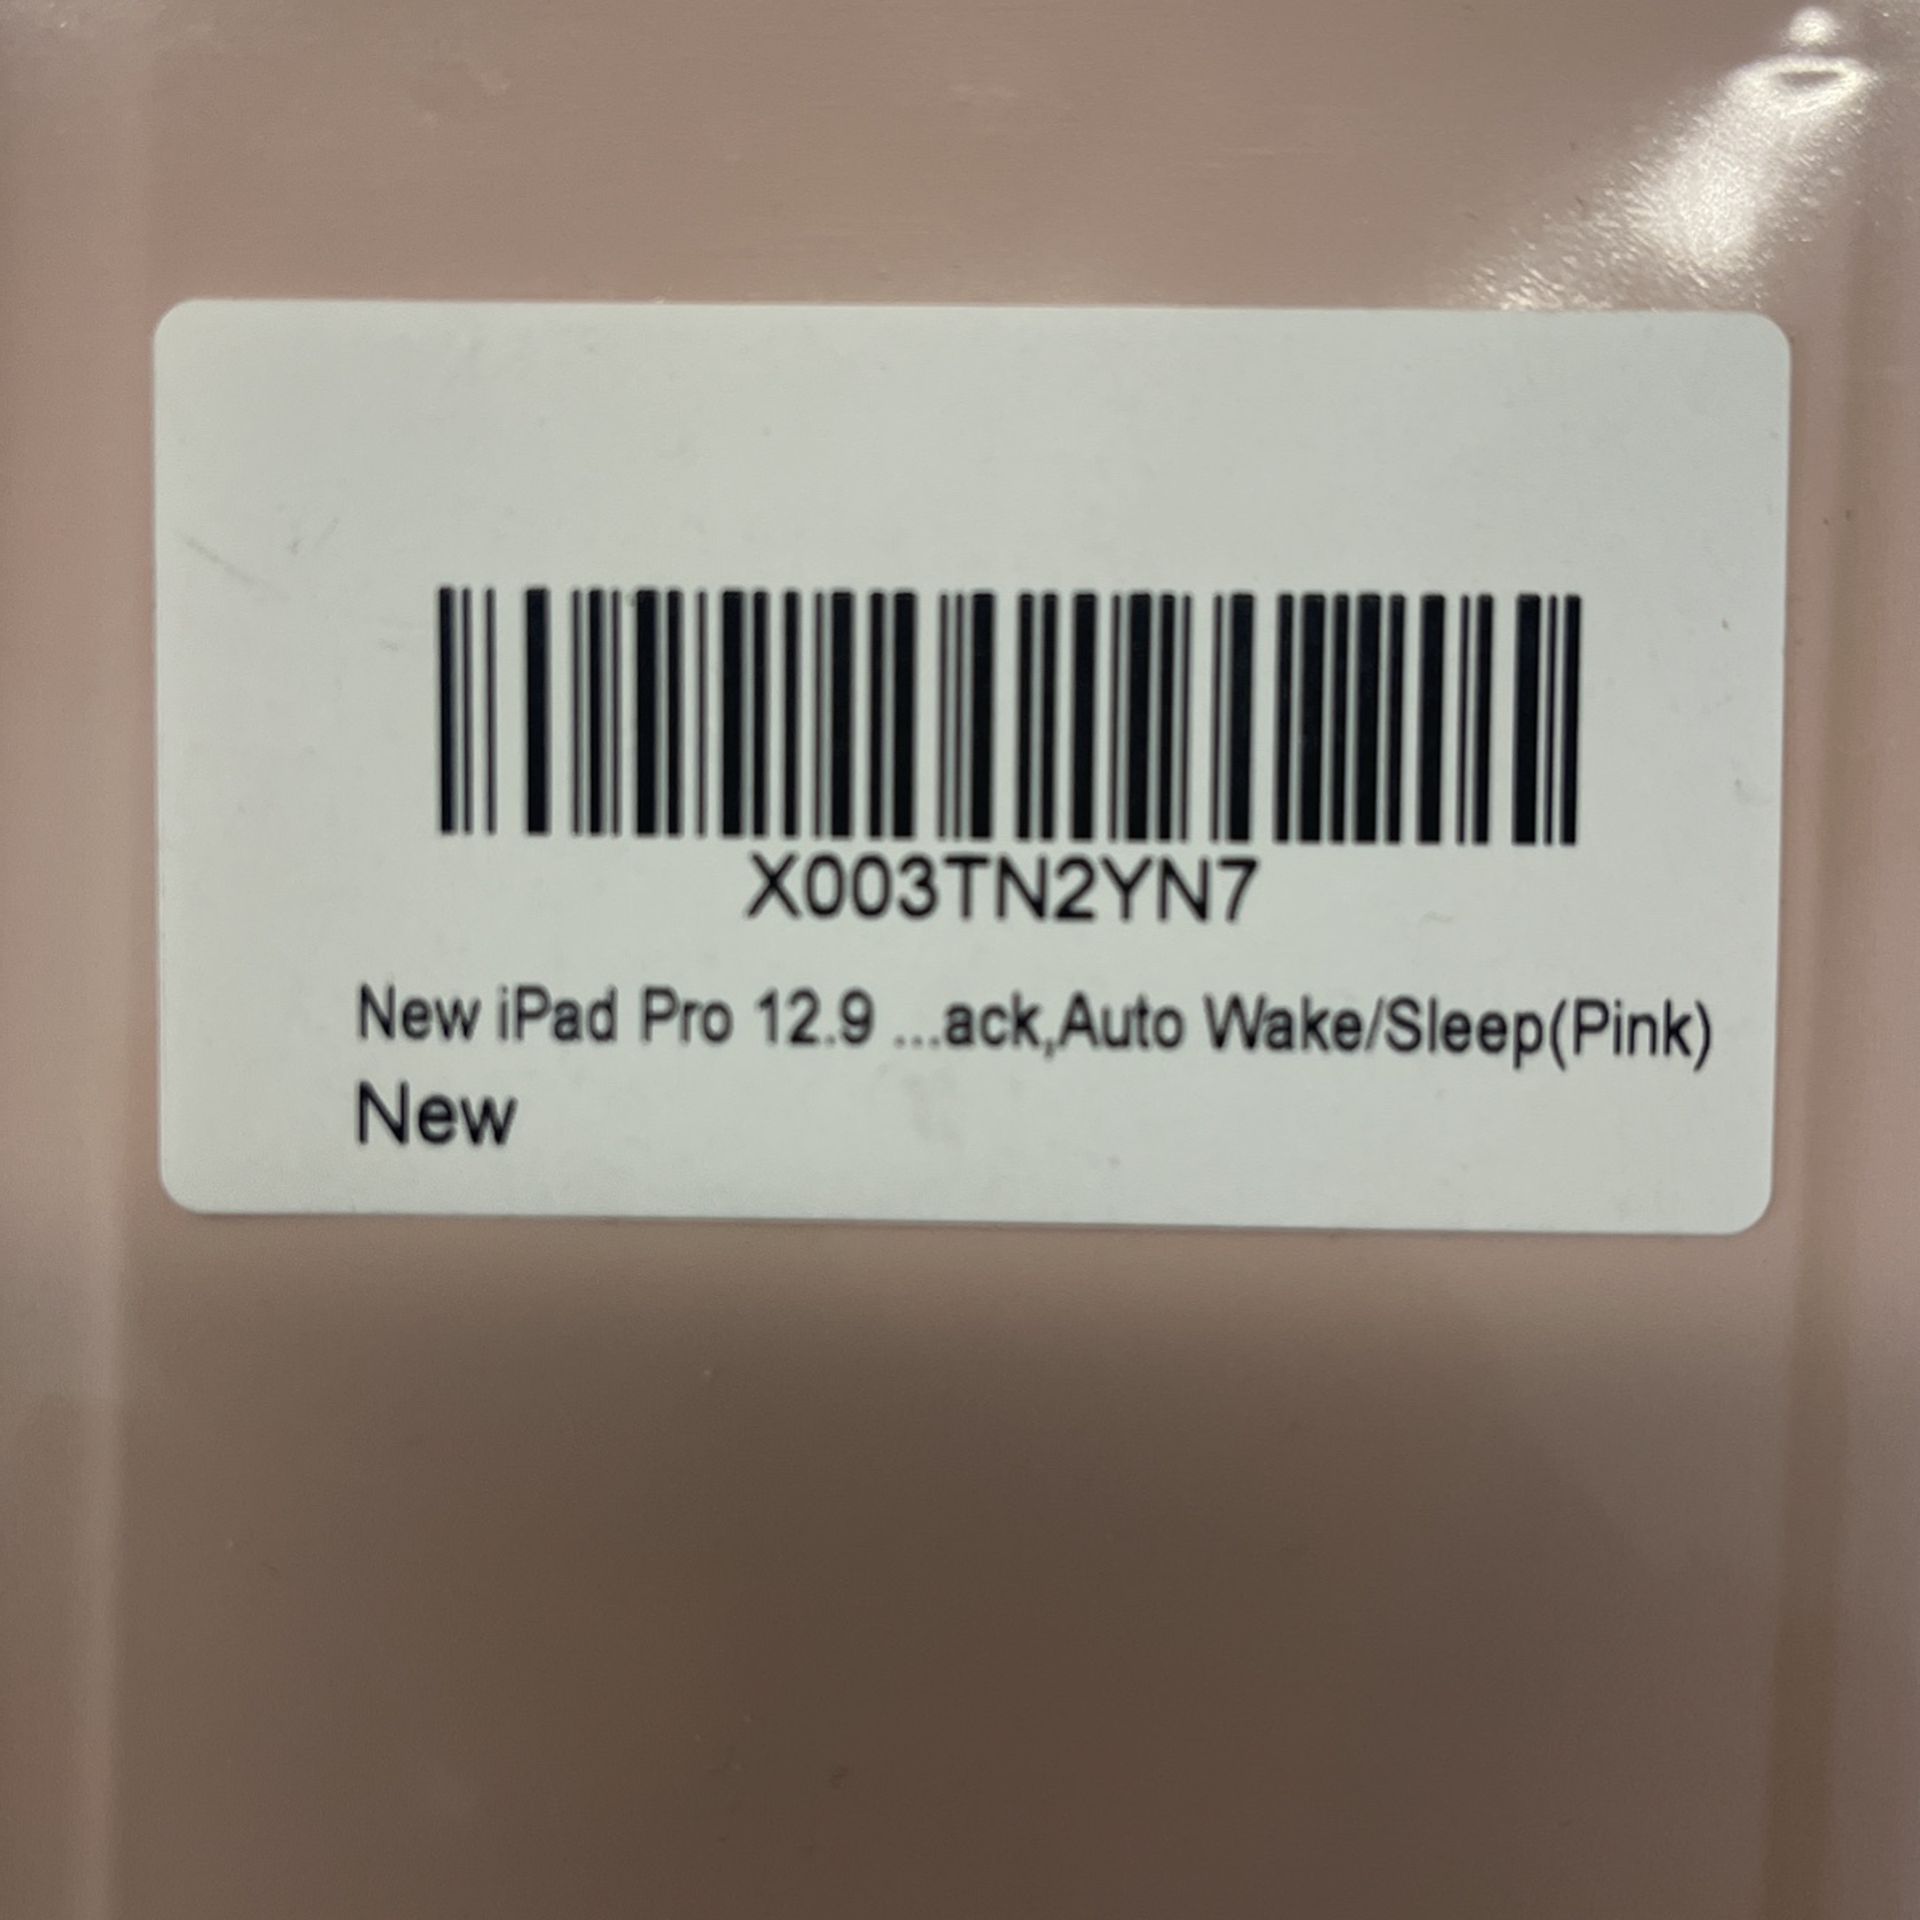 X003TN2YN7
New iPad Pro 12.9 ...ack,Auto Wake/Sleep(Pink)
New